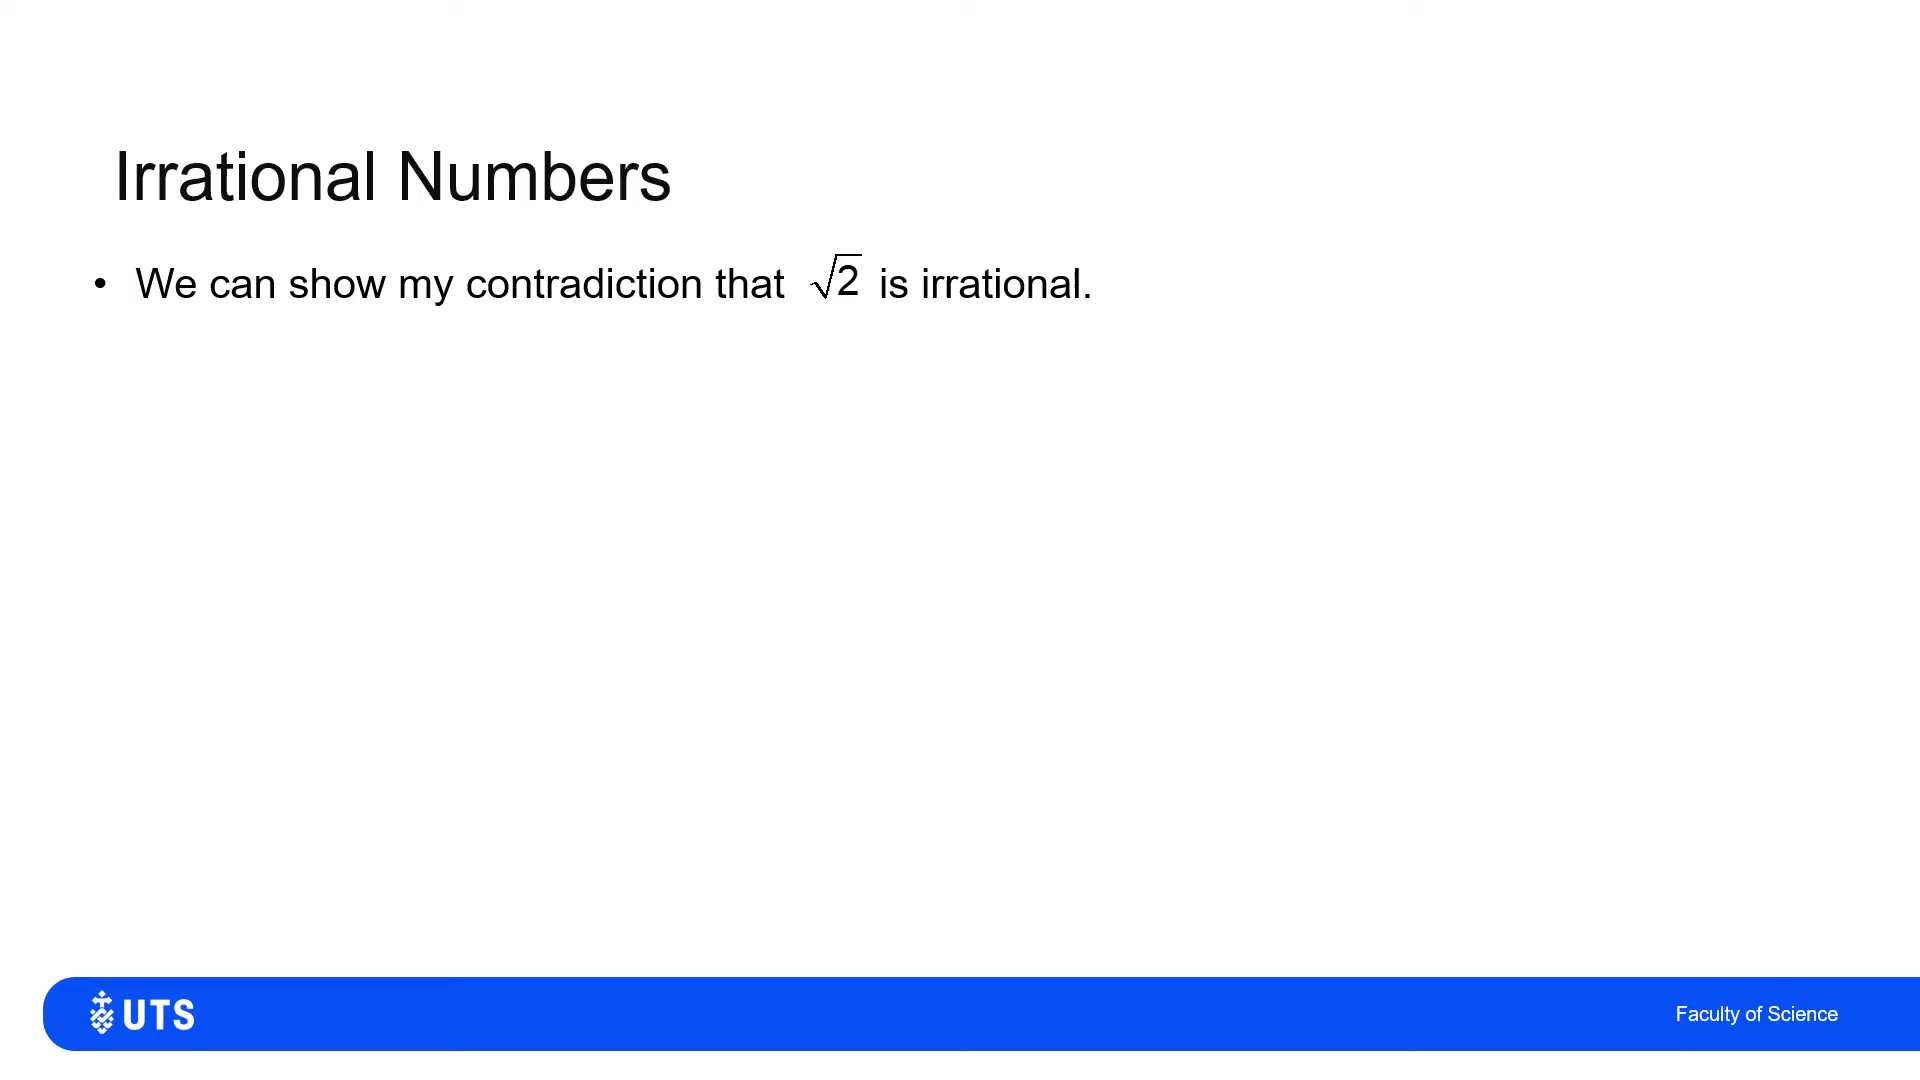 Irrational Numbers
• We can show my contradiction that √2 is irrational.
UTS
Faculty of Science